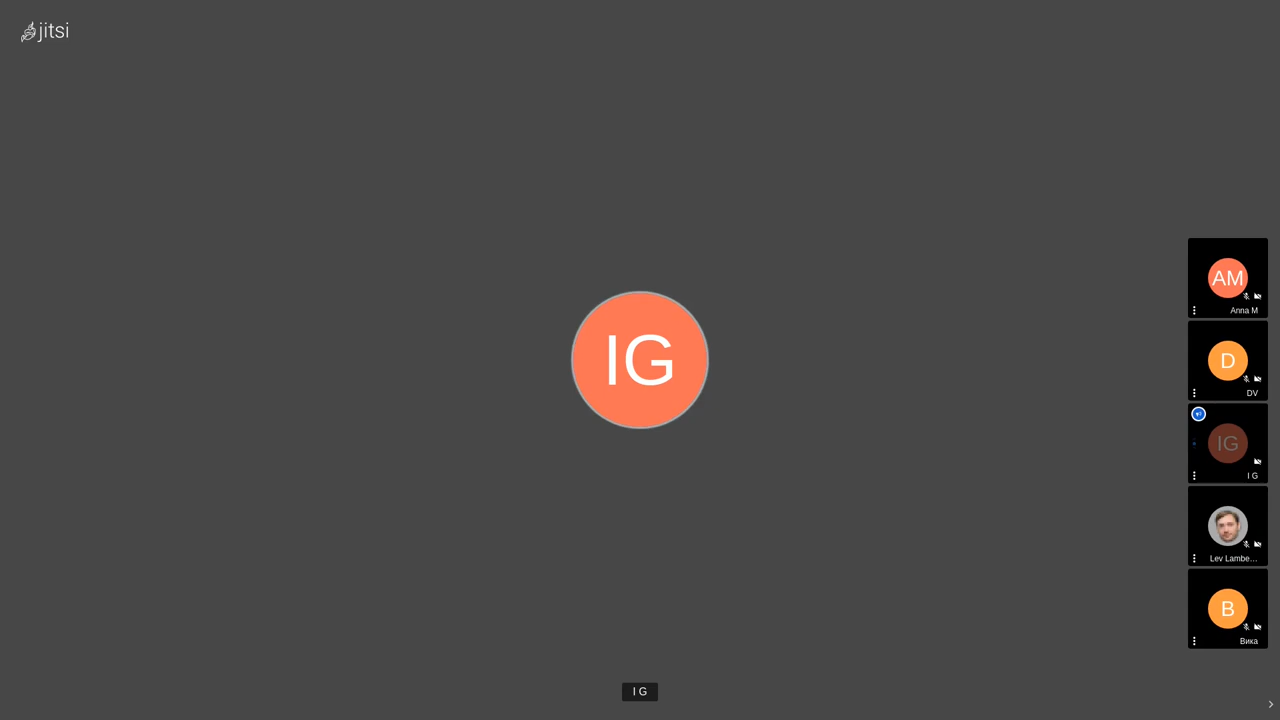 jitsi
IG
I G
AM
Anna M
D
DV
IG
I G
Lev Lambe...
B
Вика